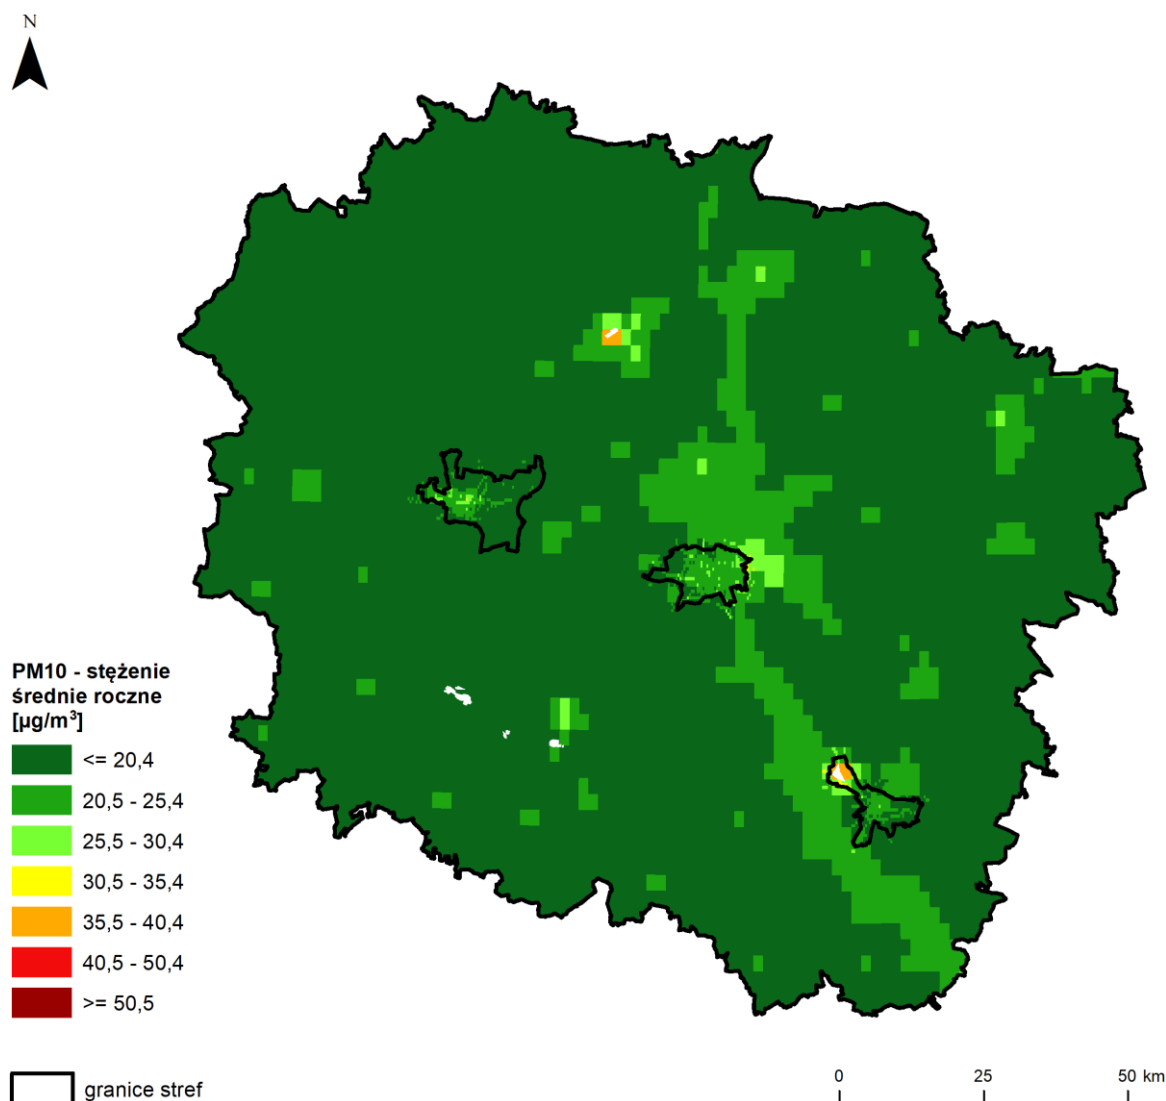 N
PM10 - stężenie
średnie roczne
[µg/m³]
<= 20,4
20,5 - 25,4
25,5 - 30,4
30,5 - 35,4
35,5 - 40,4
40,5 - 50,4
>= 50,5
granice stref
0 25 50 km